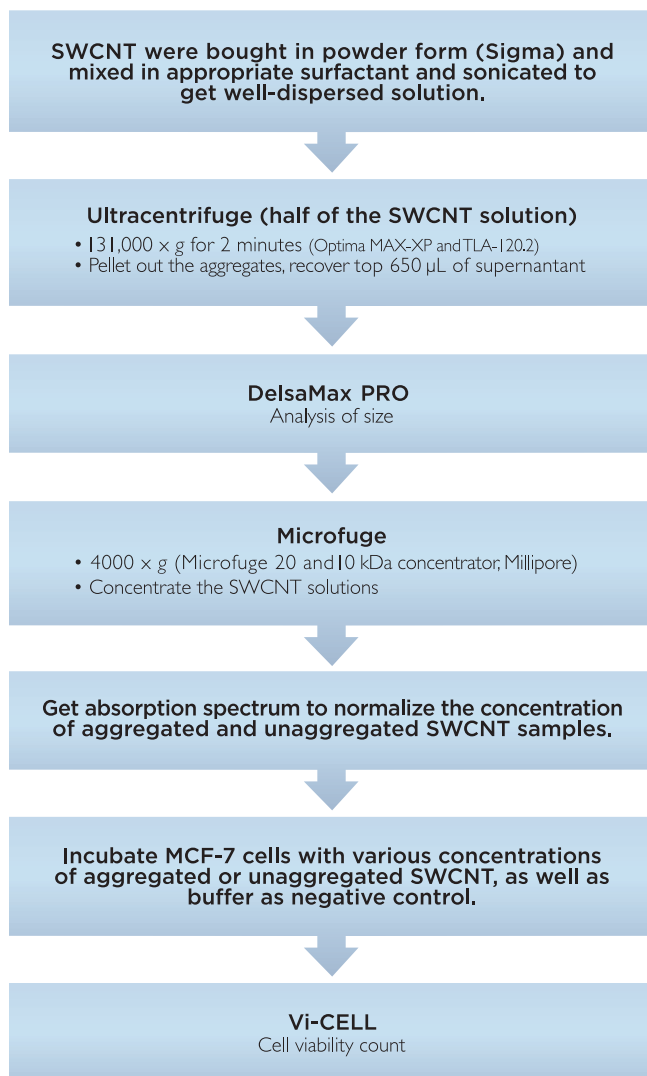 SWCNT were bought in powder form (Sigma) and
mixed in appropriate surfactant and sonicated to
get well-dispersed solution.
Ultracentrifuge (half of the SWCNT solution)
• 131,000 x g for 2 minutes (Optima MAX-XP and TLA-120.2)
• Pellet out the aggregates, recover top 650 µL of supernantant
DelsaMax PRO
Analysis of size
Microfuge
• 4000 x g (Microfuge 20 and 10 kDa concentrator, Millipore)
• Concentrate the SWCNT solutions
Get absorption spectrum to normalize the concentration
of aggregated and unaggregated SWCNT samples.
Incubate MCF-7 cells with various concentrations
of aggregated or unaggregated SWCNT, as well as
buffer as negative control.
Vi-CELL
Cell viability count